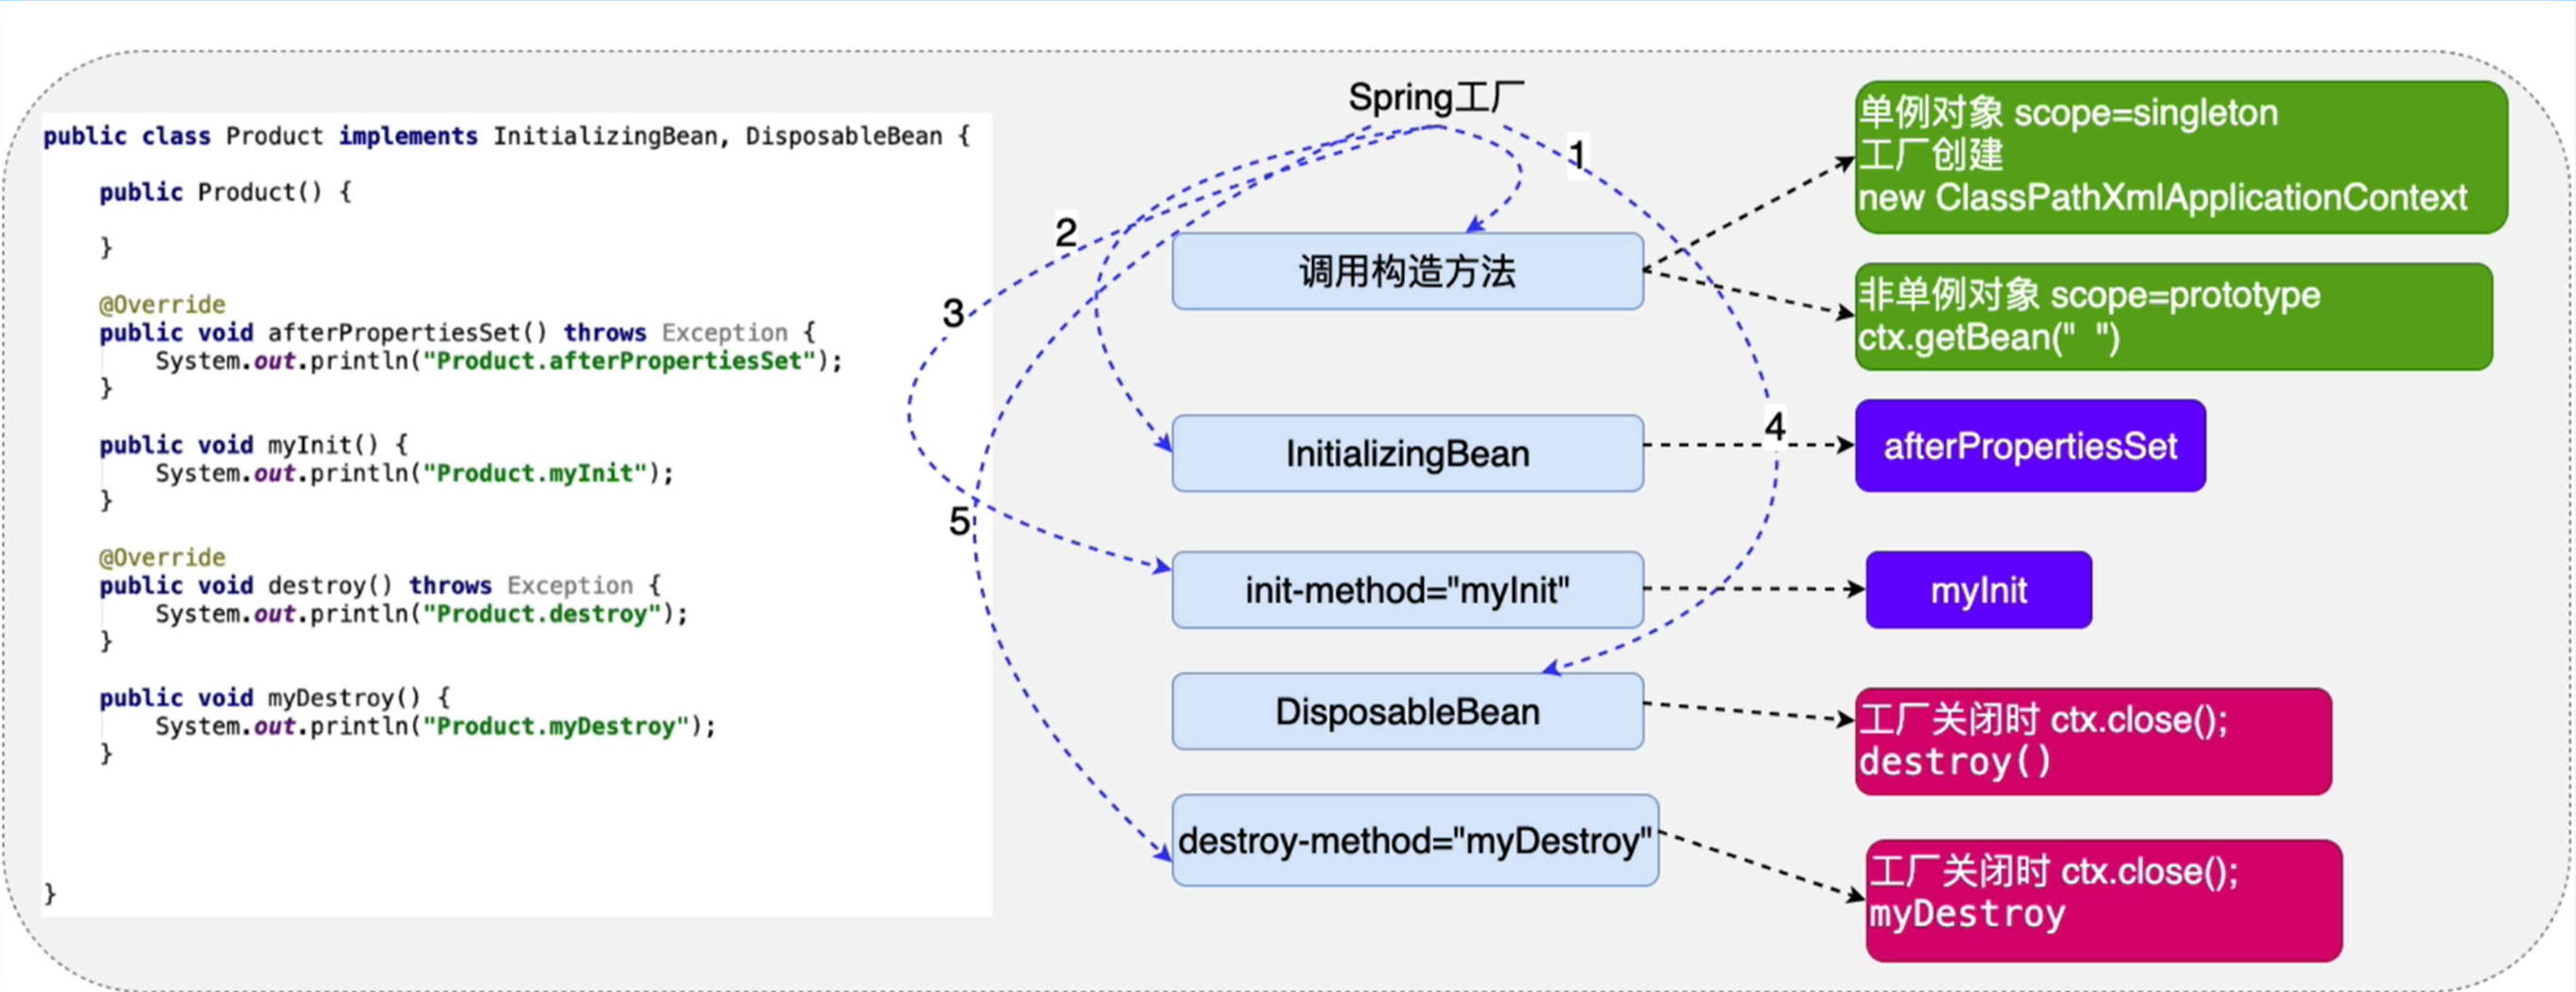 public class Product implements InitializingBean, DisposableBean {
public Product() {
}
@Override
public void afterPropertiesSet() throws Exception {
System.out.println("Product.afterPropertiesSet");
}
public void myInit() {
System.out.println("Product.myInit");
}
@Override
public void destroy() throws Exception {
System.out.println("Product.destroy");
}
public void myDestroy() {
System.out.println("Product.myDestroy");
}
}
Spring工厂
1
2
3
4
5
调用构造方法
InitializingBean
init-method="myInit"
DisposableBean
destroy-method="myDestroy"
单例对象 scope=singleton
工厂创建
new ClassPathXmlApplicationContext
非单例对象 scope=prototype
ctx.getBean(" ")
afterPropertiesSet
myInit
工厂关闭时 ctx.close();
destroy()
工厂关闭时 ctx.close();
myDestroy